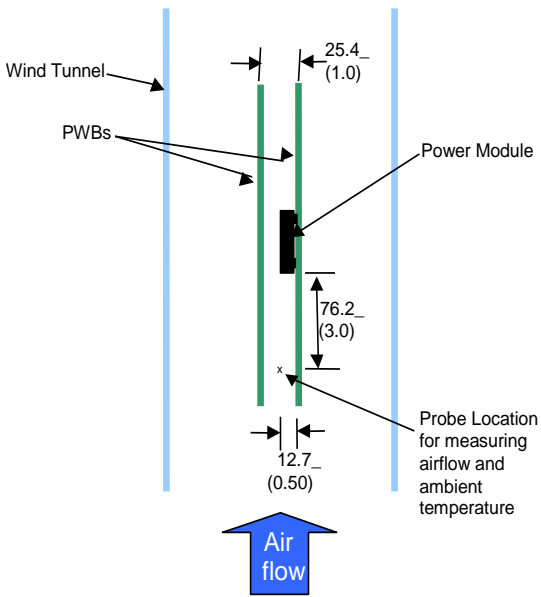 25.4_
(1.0)
Wind Tunnel
PWBs
Power Module
76.2_
(3.0)
x
Probe Location
for measuring
airflow and
ambient
temperature
12.7_
(0.50)
Air
flow